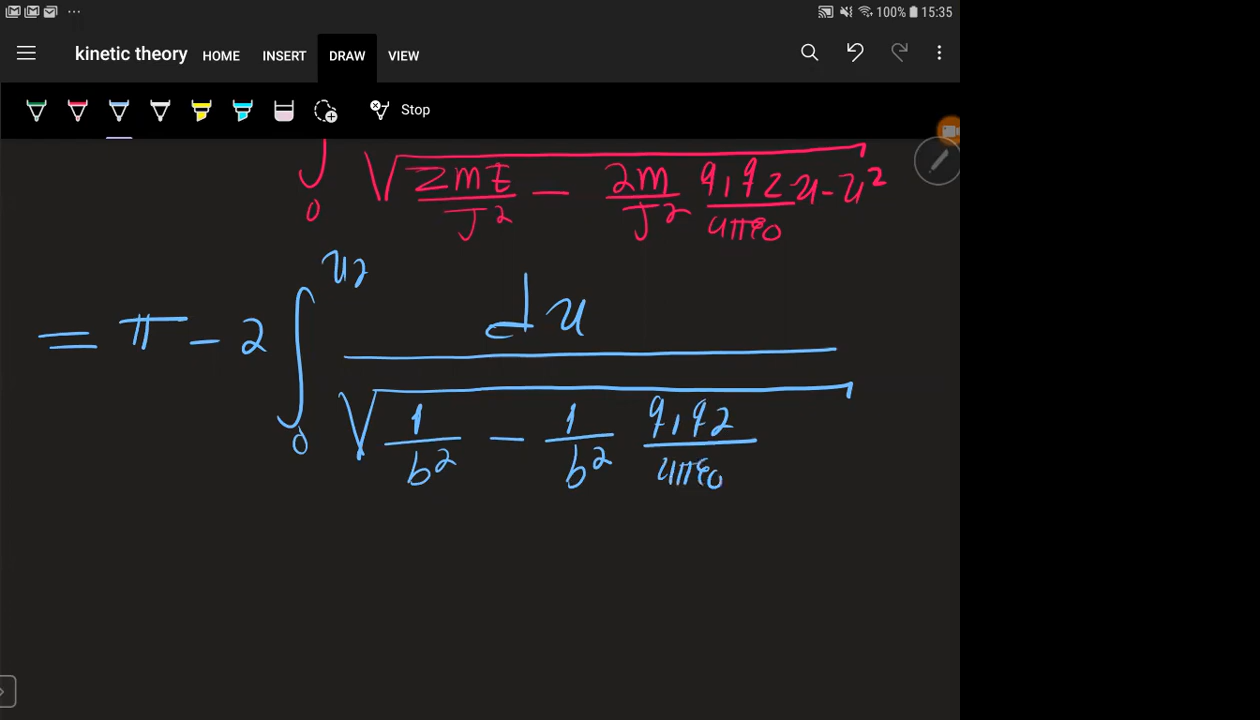 100% 15:35
kinetic theory HOME INSERT DRAW VIEW
Stop
∫₀ √(2mE/J² − 2m/J² q₁q₂/4πε₀ u − u²)
= π − 2 ∫₀^u₂ du / √(1/b² − 1/b² q₁q₂/4πε₀)